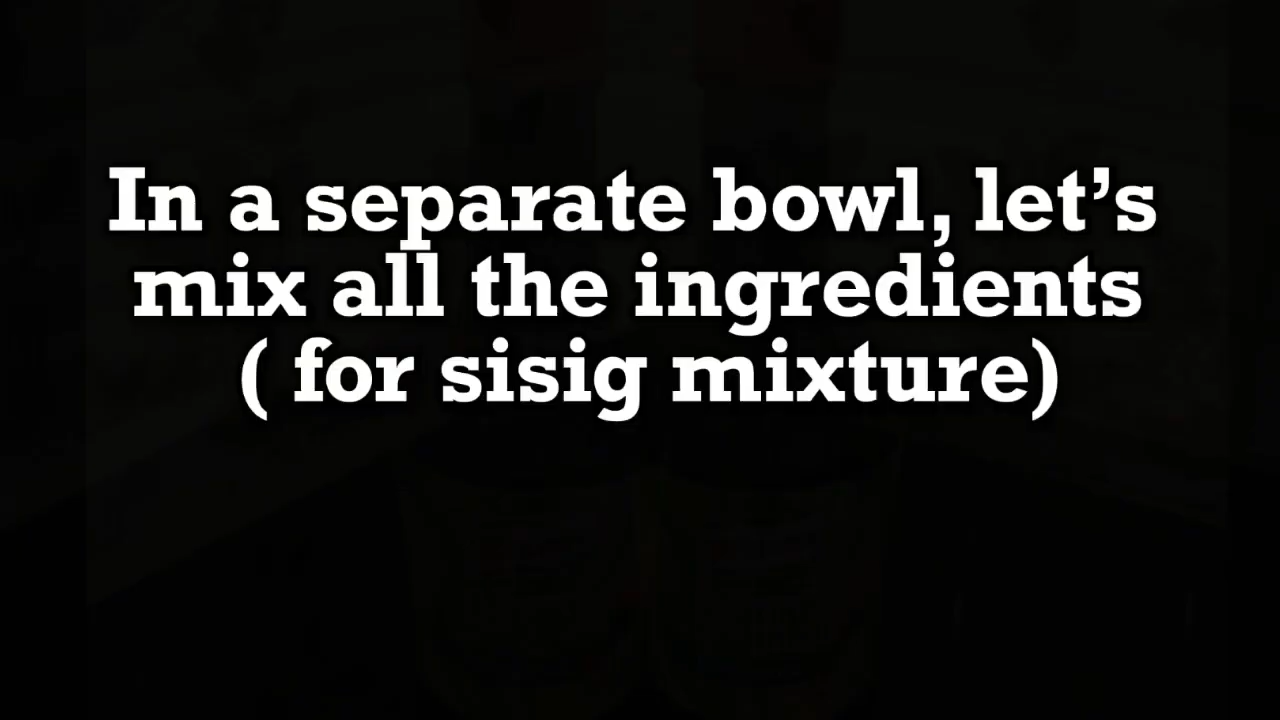 In a separate bowl, let’s
mix all the ingredients
( for sisig mixture)